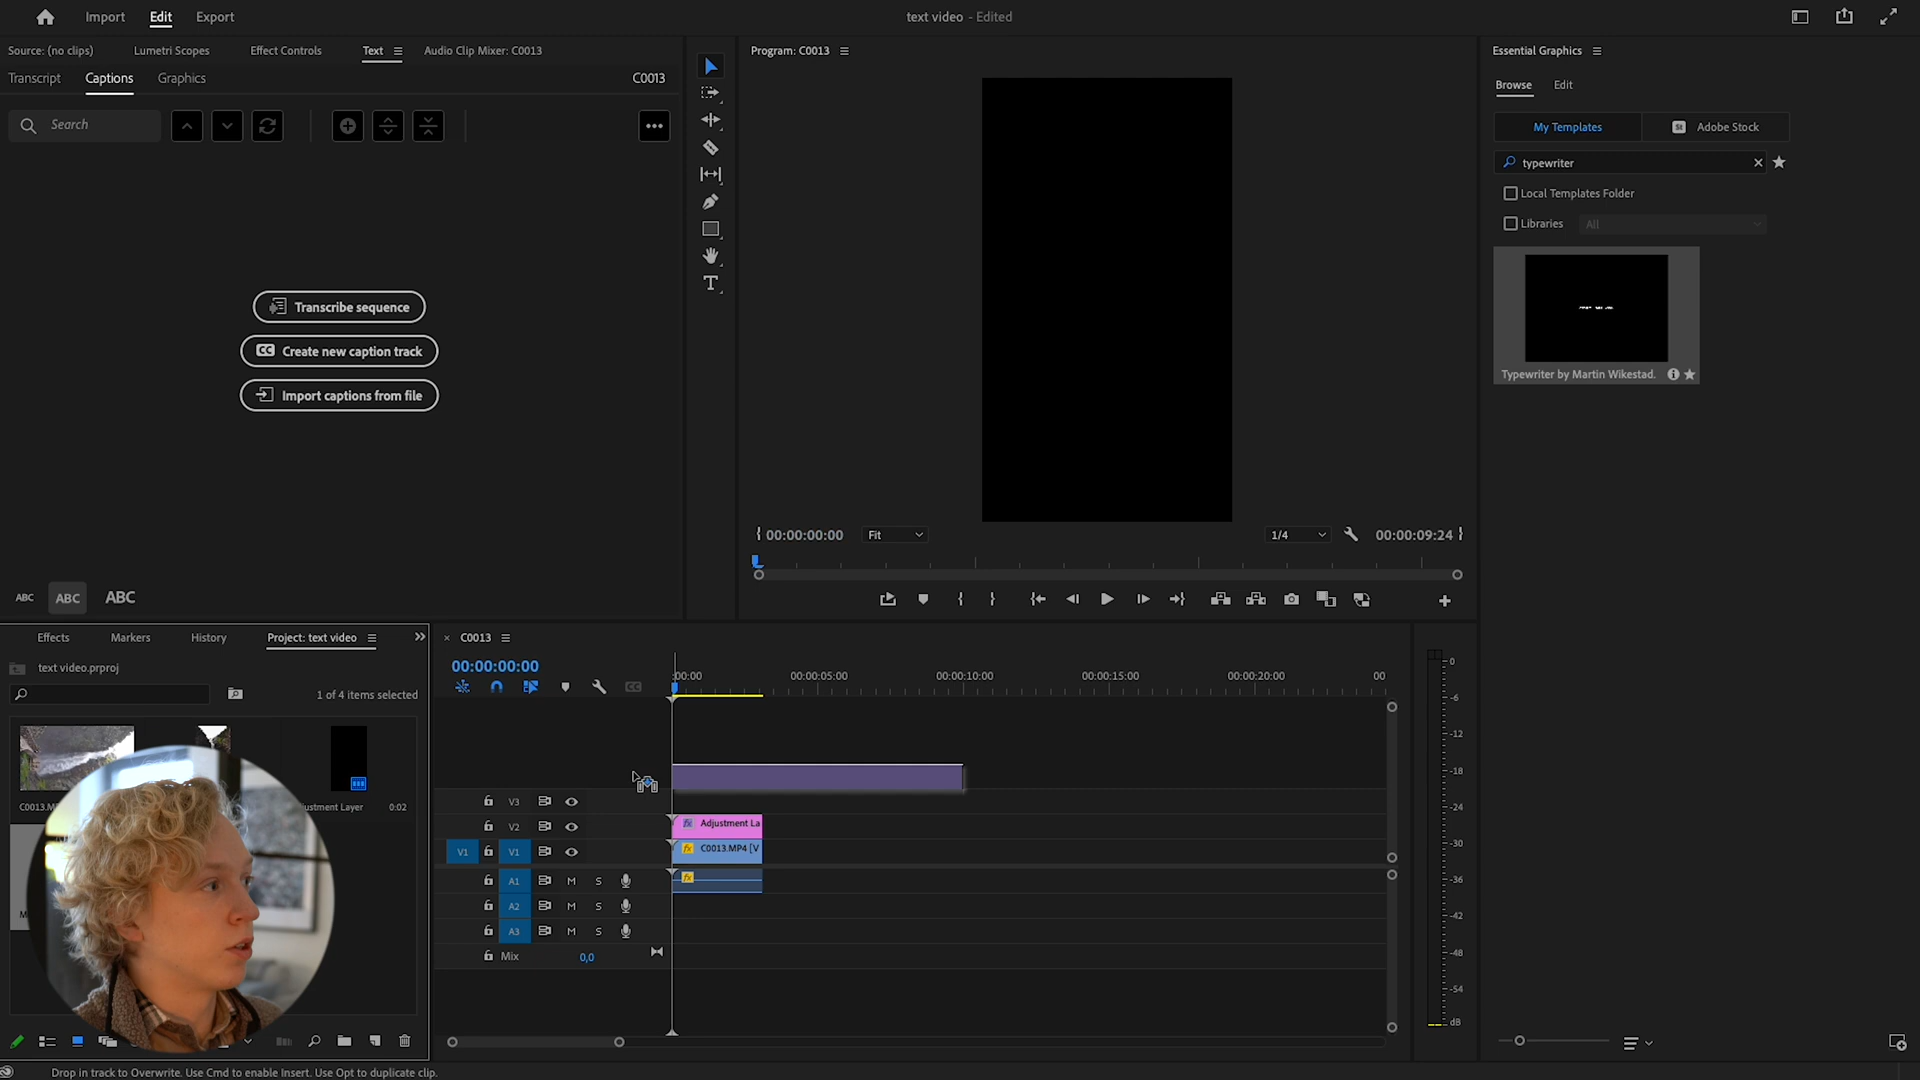 Import
Edit
Export
text video - Edited
Source: (no clips)
Lumetri Scopes
Effect Controls
Text
Audio Clip Mixer: C0013
Program: C0013
Essential Graphics
Transcript
Captions
Graphics
C0013
Browse
Edit
Search
My Templates
St Adobe Stock
typewriter
Local Templates Folder
Libraries
All
Typewriter by Martin Wikestad.
Transcribe sequence
CC Create new caption track
Import captions from file
00:00:00:00
Fit
1/4
00:00:09:24
ABC
ABC
ABC
Effects
Markers
History
Project: text video
C0013
text video.prproj
1 of 4 items selected
00:00:00:00
:00:00
00:00:05:00
00:00:10:00
00:00:15:00
00:00:20:00
00
V3
V2
Adjustment La
V1
V1
C0013.MP4 [V
A1
M
S
A2
M
S
A3
M
S
Mix
0,0
0:02
0
-6
-12
-18
-24
-30
-36
-42
-48
-54
dB
Drop in track to Overwrite. Use Cmd to enable Insert. Use Opt to duplicate clip.